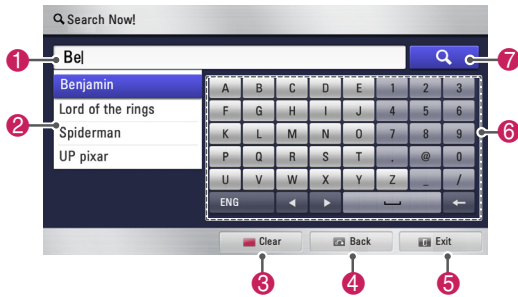 Search Now!
1 Be 7
Benjamin
Lord of the rings
2 Spiderman
UP pixar
A B C D E 1 2 3
F G H I J 4 5 6
K L M N O 7 8 9 6
P Q R S T . @ 0
U V W X Y Z _ /
ENG ◀ ▶ ←
Clear Back Exit
3 4 5